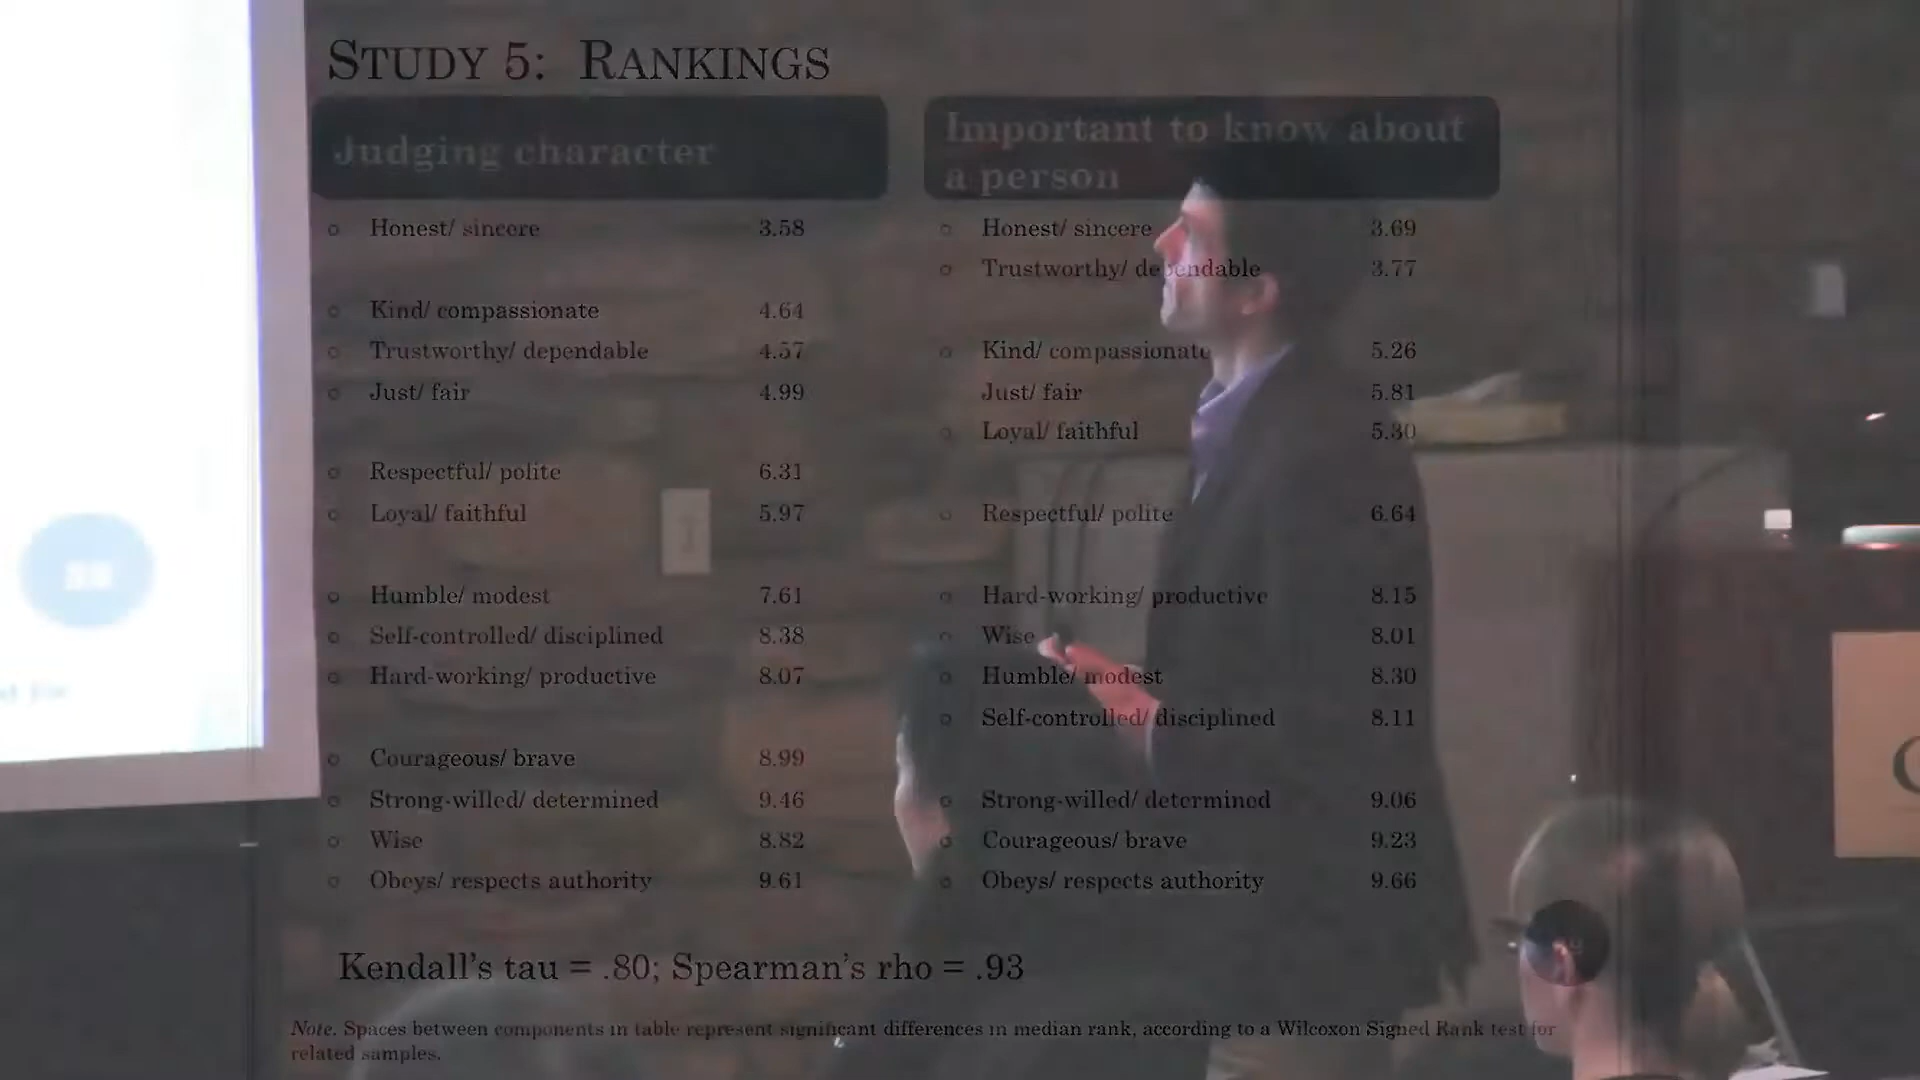 STUDY 5: RANKINGS
Judging character
Honest/ sincere 3.58
Kind/ compassionate 4.64
Trustworthy/ dependable 4.57
Just/ fair 4.99
Respectful/ polite 6.31
Loyal/ faithful 5.97
Humble/ modest 7.61
Self-controlled/ disciplined 8.38
Hard-working/ productive 8.07
Courageous/ brave 8.99
Strong-willed/ determined 9.46
Wise 8.82
Obeys/ respects authority 9.61
Important to know about
a person
Honest/ sincere 3.69
Trustworthy/ dependable 3.77
Kind/ compassionate 5.26
Just/ fair 5.81
Loyal/ faithful 5.30
Respectful/ polite 6.64
Hard-working/ productive 8.15
Wise 8.01
Humble/ modest 8.30
Self-controlled/ disciplined 8.11
Strong-willed/ determined 9.06
Courageous/ brave 9.23
Obeys/ respects authority 9.66
Kendall's tau = .80; Spearman's rho = .93
Note. Spaces between components in table represent significant differences in median rank, according to a Wilcoxon Signed Rank test for
related samples.